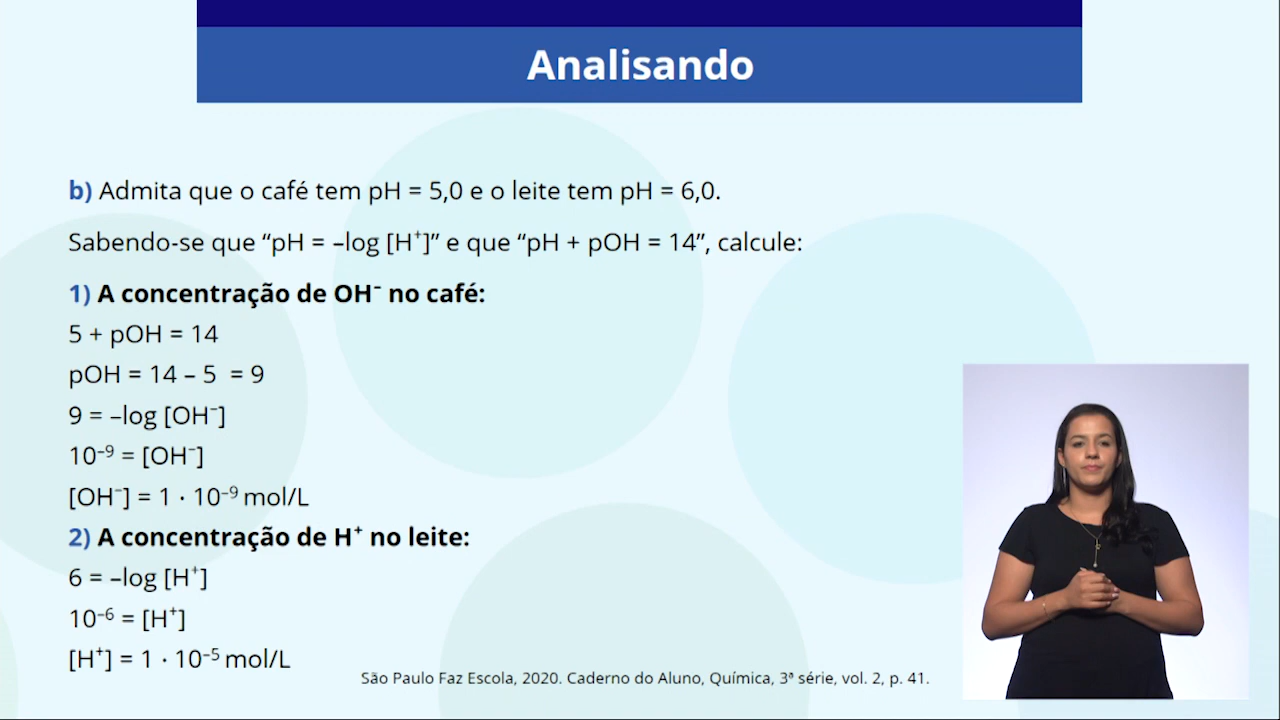 Analisando
b) Admita que o café tem pH = 5,0 e o leite tem pH = 6,0.
Sabendo-se que “pH = –log [H⁺]” e que “pH + pOH = 14”, calcule:
1) A concentração de OH⁻ no café:
5 + pOH = 14
pOH = 14 – 5 = 9
9 = –log [OH⁻]
10⁻⁹ = [OH⁻]
[OH⁻] = 1 · 10⁻⁹ mol/L
2) A concentração de H⁺ no leite:
6 = –log [H⁺]
10⁻⁶ = [H⁺]
[H⁺] = 1 · 10⁻⁵ mol/L
São Paulo Faz Escola, 2020. Caderno do Aluno, Química, 3ª série, vol. 2, p. 41.